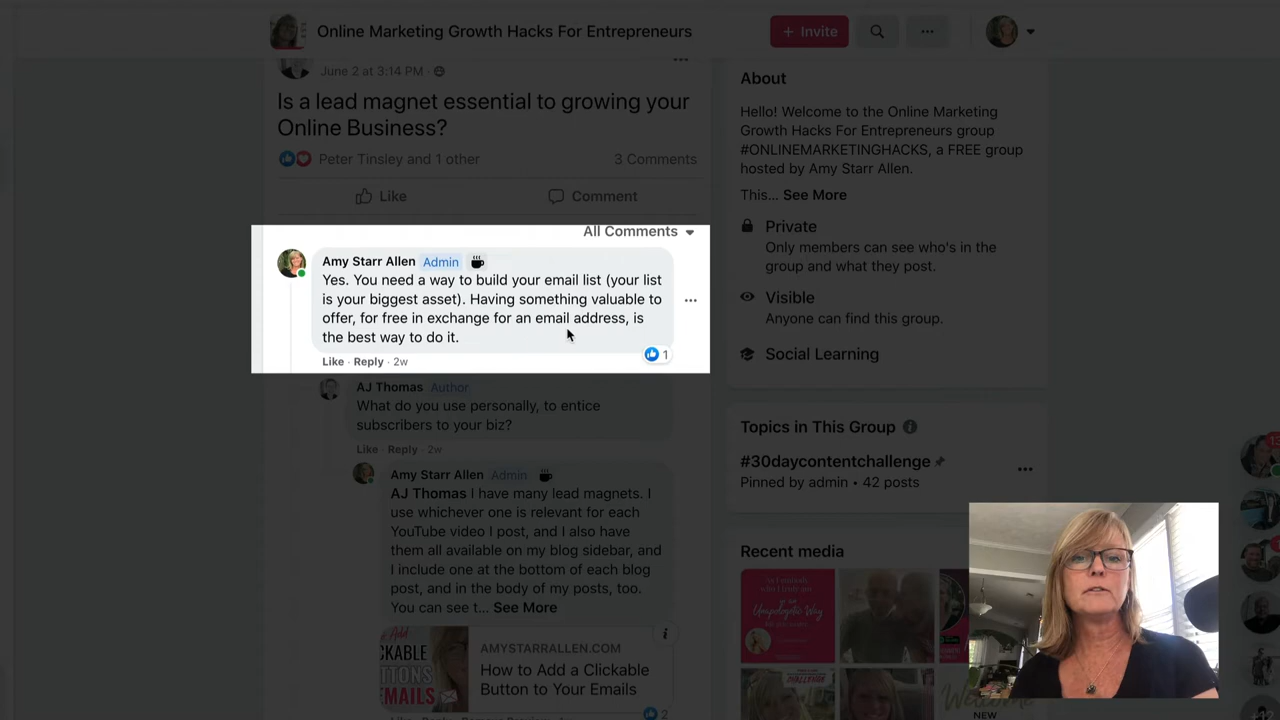 Online Marketing Growth Hacks For Entrepreneurs
+ Invite
June 2 at 3:14 PM ·
Is a lead magnet essential to growing your
Online Business?
Peter Tinsley and 1 other
3 Comments
Like
Comment
All Comments
Amy Starr Allen Admin
Yes. You need a way to build your email list (your list
is your biggest asset). Having something valuable to
offer, for free in exchange for an email address, is
the best way to do it.
Like · Reply · 2w
1
AJ Thomas Author
What do you use personally, to entice
subscribers to your biz?
Like · Reply · 2w
Amy Starr Allen Admin
AJ Thomas I have many lead magnets. I
use whichever one is relevant for each
YouTube video I post, and I also have
them all available on my blog sidebar, and
I include one at the bottom of each blog
post, and in the body of my posts, too.
You can see t... See More
AMYSTARRALLEN.COM
How to Add a Clickable
Button to Your Emails
2
About
Hello! Welcome to the Online Marketing
Growth Hacks For Entrepreneurs group
#ONLINEMARKETINGHACKS, a FREE group
hosted by Amy Starr Allen.
This... See More
Private
Only members can see who's in the
group and what they post.
Visible
Anyone can find this group.
Social Learning
Topics in This Group
#30daycontentchallenge
Pinned by admin • 42 posts
Recent media
Unapologetic
Way
NEW